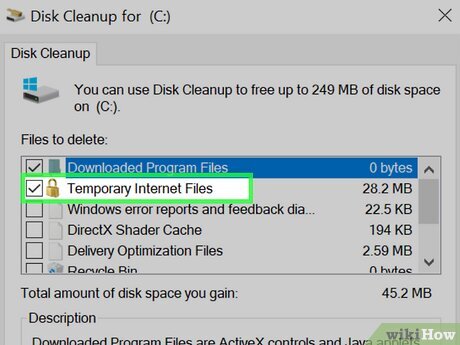 Disk Cleanup for (C:)
Disk Cleanup
You can use Disk Cleanup to free up to 249 MB of disk space
on (C:).
Files to delete:
Downloaded Program Files 0 bytes
Temporary Internet Files 28.2 MB
Windows error reports and feedback dia... 22.5 KB
DirectX Shader Cache 194 KB
Delivery Optimization Files 2.59 MB
Recycle Bin
Total amount of disk space you gain: 45.2 MB
Description
Downloaded Program Files are ActiveX controls and Java applets
wikiHow